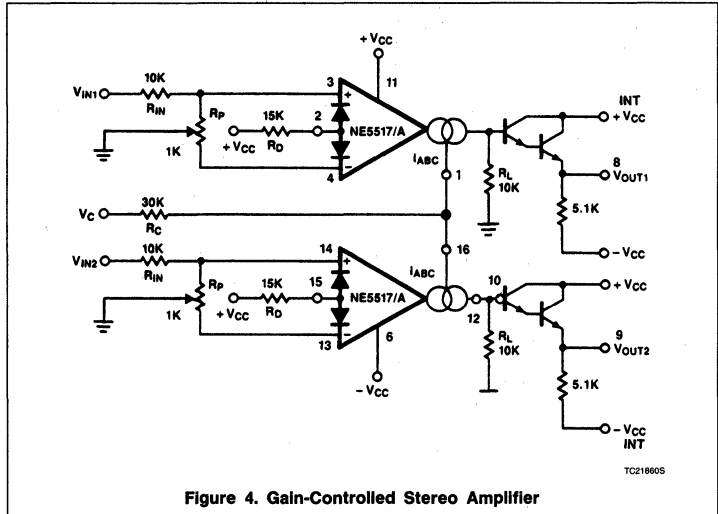 + VCC
11
10K
VIN1
RIN
3
+
INT
+ VCC
RP
15K
2
NE5517/A
+ VCC
RD
1K
4
−
IABC
1
RL
10K
8
VOUT1
5.1K
− VCC
30K
VC
RC
10K
VIN2
RIN
14
+
16
IABC
+ VCC
RP
15K
15
NE5517/A
+ VCC
RD
1K
13
−
6
− VCC
12
10
RL
10K
9
VOUT2
5.1K
− VCC
INT
TC21860S
Figure 4. Gain-Controlled Stereo Amplifier